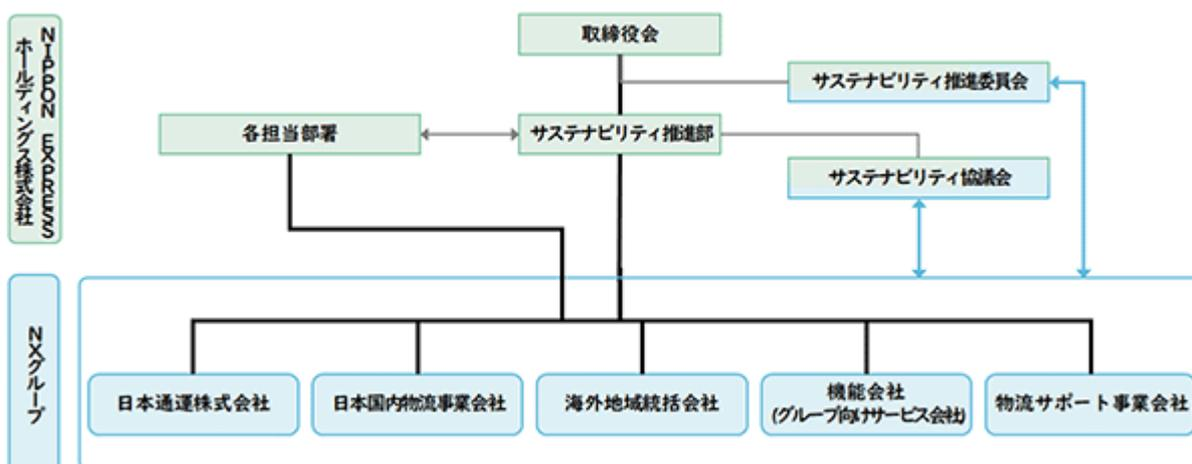 NIPPON EXPRESS
ホールディングス株式会社
取締役会
サステナビリティ推進委員会
各担当部署
サステナビリティ推進部
サステナビリティ協議会
NXグループ
日本通運株式会社
日本国内物流事業会社
海外地域統括会社
機能会社
(グループ向けサービス会社)
物流サポート事業会社